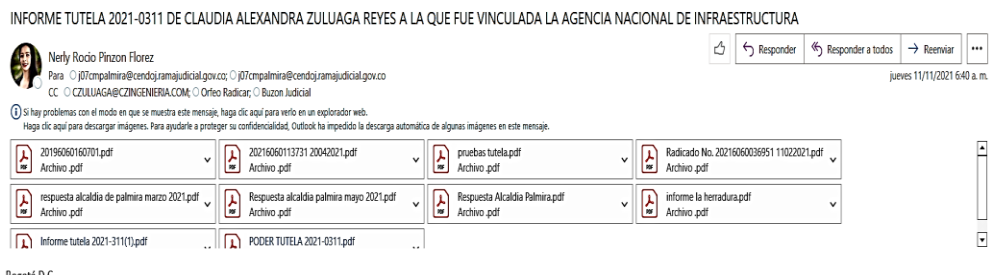 INFORME TUTELA 2021-0311 DE CLAUDIA ALEXANDRA ZULUAGA REYES A LA QUE FUE VINCULADA LA AGENCIA NACIONAL DE INFRAESTRUCTURA
Nerly Rocio Pinzon Florez
Responder Responder a todos Reenviar
Para j07cmpalmira@cendoj.ramajudicial.gov.co; j07cmpalmira@cendoj.ramajudicial.gov.co
jueves 11/11/2021 6:40 a. m.
CC CZULUAGA@CZINGENIERIA.COM; Orfeo Radicar; Buzon Judicial
Si hay problemas con el modo en que se muestra este mensaje, haga clic aquí para verlo en un explorador web.
Haga clic aquí para descargar imágenes. Para ayudarle a proteger su confidencialidad, Outlook ha impedido la descarga automática de algunas imágenes en este mensaje.
20196060160701.pdf
Archivo .pdf
20216060113731 20042021.pdf
Archivo .pdf
pruebas tutela.pdf
Archivo .pdf
Radicado No. 20216060036951 11022021.pdf
Archivo .pdf
respuesta alcaldia de palmira marzo 2021.pdf
Archivo .pdf
Respuesta alcaldia palmira mayo 2021.pdf
Archivo .pdf
Respuesta Alcaldia Palmira.pdf
Archivo .pdf
informe la herradura.pdf
Archivo .pdf
Informe tutela 2021-311(1).pdf
PODER TUTELA 2021-0311.pdf